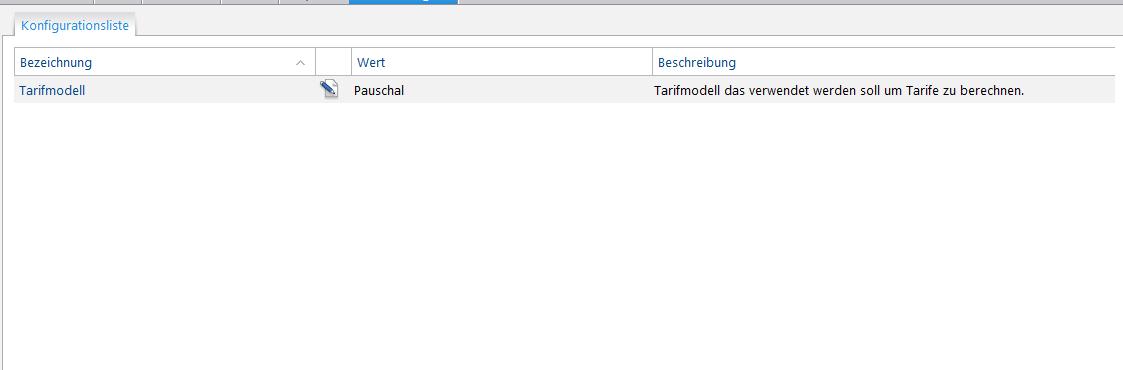 Konfigurationsliste
Bezeichnung Wert Beschreibung
Tarifmodell Pauschal Tarifmodell das verwendet werden soll um Tarife zu berechnen.